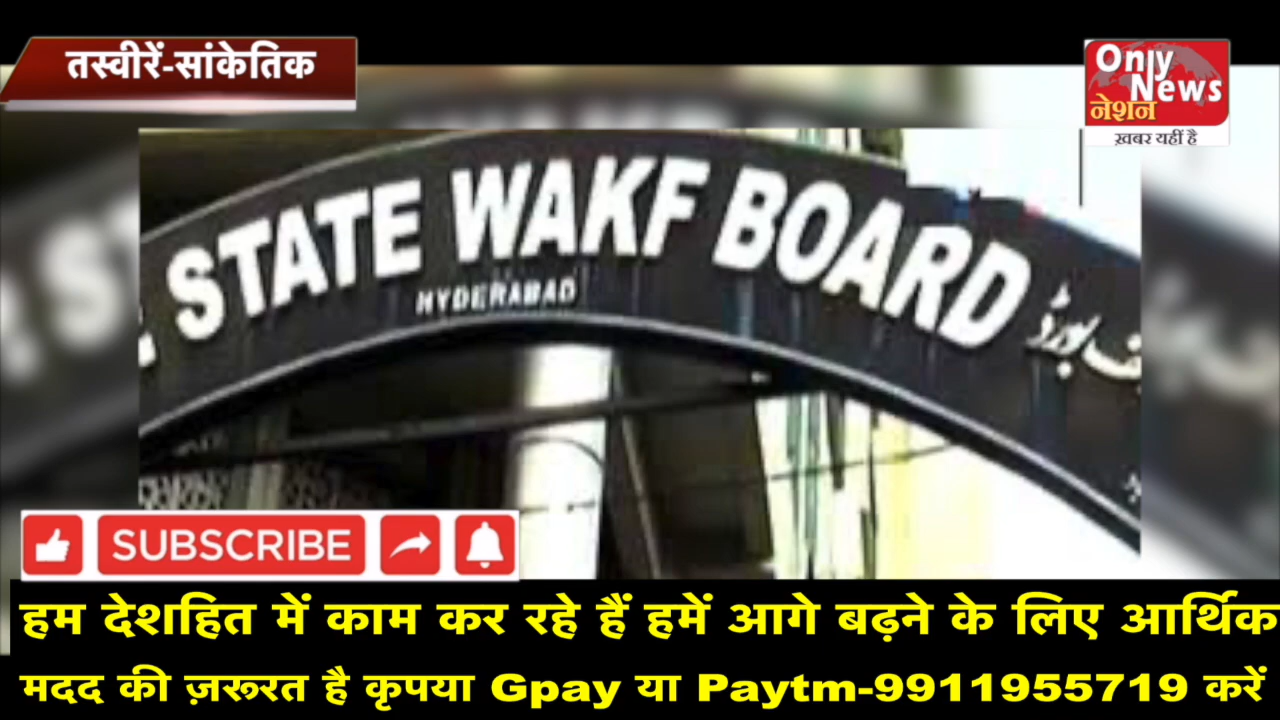 तस्वीरें-सांकेतिक
Only
News
नेशन
ख़बर यहीं है
STATE WAKF BOARD
HYDERABAD
بورڈ
SUBSCRIBE
हम देशहित में काम कर रहे हैं हमें आगे बढ़ने के लिए आर्थिक
मदद की ज़रूरत है कृपया Gpay या Paytm-9911955719 करें